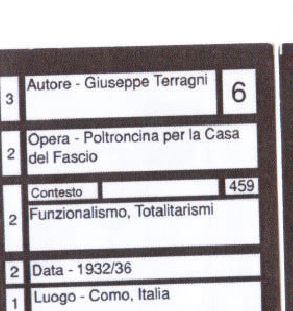 3 Autore - Giuseppe Terragni 6
2 Opera - Poltroncina per la Casa
del Fascio
Contesto 459
2 Funzionalismo, Totalitarismi
2 Data - 1932/36
1 Luogo - Como, Italia